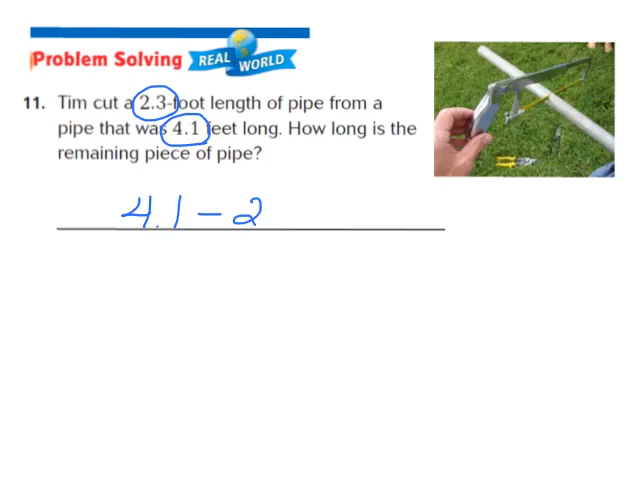 Problem Solving REAL WORLD
11. Tim cut a 2.3-foot length of pipe from a
pipe that was 4.1 feet long. How long is the
remaining piece of pipe?
4.1 - 2